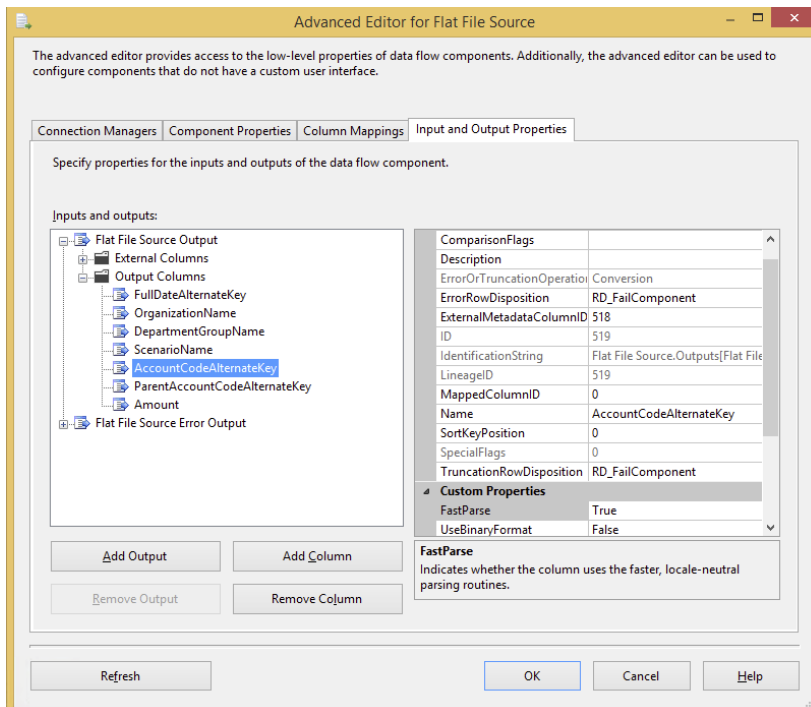 Advanced Editor for Flat File Source
The advanced editor provides access to the low-level properties of data flow components. Additionally, the advanced editor can be used to
configure components that do not have a custom user interface.
Connection Managers Component Properties Column Mappings Input and Output Properties
Specify properties for the inputs and outputs of the data flow component.
Inputs and outputs:
Flat File Source Output
External Columns
Output Columns
FullDateAlternateKey
OrganizationName
DepartmentGroupName
ScenarioName
AccountCodeAlternateKey
ParentAccountCodeAlternateKey
Amount
Flat File Source Error Output
ComparisonFlags
Description
ErrorOrTruncationOperation Conversion
ErrorRowDisposition RD_FailComponent
ExternalMetadataColumnID 518
ID 519
IdentificationString Flat File Source.Outputs[Flat File
LineageID 519
MappedColumnID 0
Name AccountCodeAlternateKey
SortKeyPosition 0
SpecialFlags 0
TruncationRowDisposition RD_FailComponent
Custom Properties
FastParse True
UseBinaryFormat False
FastParse
Indicates whether the column uses the faster, locale-neutral
parsing routines.
Add Output Add Column
Remove Output Remove Column
Refresh OK Cancel Help